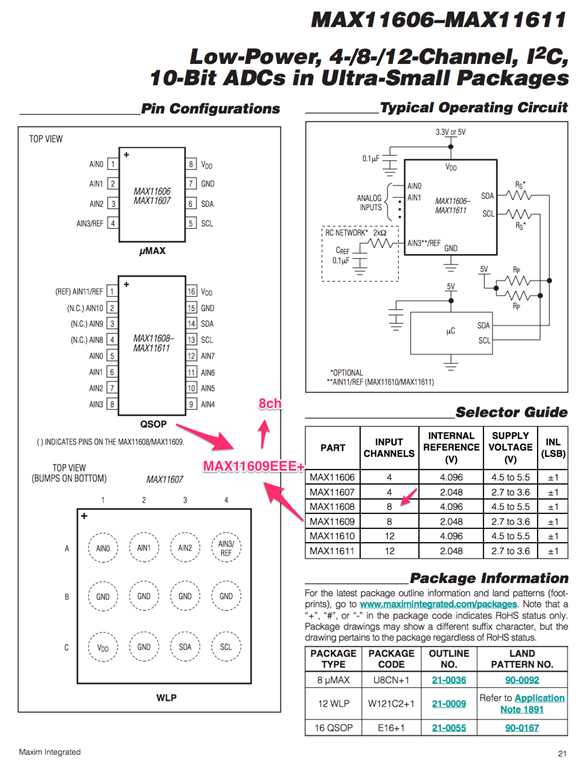 MAX11606–MAX11611
Low-Power, 4-/8-/12-Channel, I²C,
10-Bit ADCs in Ultra-Small Packages
Pin Configurations
TOP VIEW
+
AIN0 1
AIN1 2
AIN2 3
AIN3/REF 4
MAX11606
MAX11607
8 VDD
7 GND
6 SDA
5 SCL
µMAX
+
(REF) AIN11/REF 1
(N.C.) AIN10 2
(N.C.) AIN9 3
(N.C.) AIN8 4
AIN0 5
AIN1 6
AIN2 7
AIN3 8
MAX11608–
MAX11611
16 VDD
15 GND
14 SDA
13 SCL
12 AIN7
11 AIN6
10 AIN5
9 AIN4
QSOP
( ) INDICATES PINS ON THE MAX11608/MAX11609.
8ch
MAX11609EEE+
TOP VIEW
(BUMPS ON BOTTOM)
MAX11607
1 2 3 4
+
A AIN0 AIN1 AIN2 AIN3/
REF
B GND GND GND GND
C VDD GND SDA SCL
WLP
Typical Operating Circuit
3.3V or 5V
0.1µF
VDD
ANALOG
INPUTS
AIN0
AIN1
MAX11606–
MAX11611
SDA
SCL
RS*
RS*
RC NETWORK* 2kΩ
CREF
0.1µF
AIN3**/REF
GND
5V
RP
RP
5V
µC
SDA
SCL
*OPTIONAL
**AIN11/REF (MAX11610/MAX11611)
Selector Guide
PART INPUT CHANNELS INTERNAL REFERENCE (V) SUPPLY VOLTAGE (V) INL (LSB)
MAX11606 4 4.096 4.5 to 5.5 ±1
MAX11607 4 2.048 2.7 to 3.6 ±1
MAX11608 8 4.096 4.5 to 5.5 ±1
MAX11609 8 2.048 2.7 to 3.6 ±1
MAX11610 12 4.096 4.5 to 5.5 ±1
MAX11611 12 2.048 2.7 to 3.6 ±1
Package Information
For the latest package outline information and land patterns (foot-
prints), go to www.maximintegrated.com/packages. Note that a
“+”, “#”, or “-” in the package code indicates RoHS status only.
Package drawings may show a different suffix character, but the
drawing pertains to the package regardless of RoHS status.
PACKAGE TYPE PACKAGE CODE OUTLINE NO. LAND PATTERN NO.
8 µMAX U8CN+1 21-0036 90-0092
12 WLP W121C2+1 21-0009 Refer to Application Note 1891
16 QSOP E16+1 21-0055 90-0167
Maxim Integrated
21